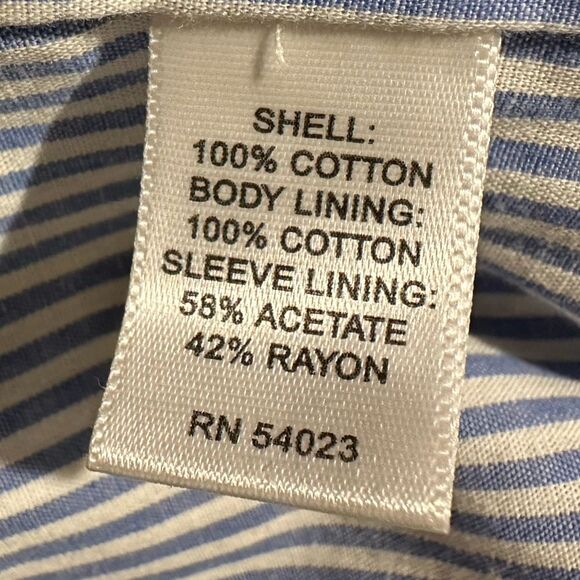 SHELL:
100% COTTON
BODY LINING:
100% COTTON
SLEEVE LINING:
58% ACETATE
42% RAYON
RN 54023